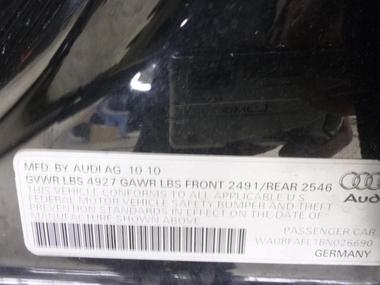 MFD. BY AUDI AG 10 10
GVWR LBS 4927 GAWR LBS FRONT 2491/REAR 2546
THIS VEHICLE CONFORMS TO ALL APPLICABLE U.S.
FEDERAL MOTOR VEHICLE SAFETY BUMPER AND THEFT
PREVENTION STANDARDS IN EFFECT ON THE DATE OF
MANUFACTURE SHOWN ABOVE.
Aud
PASSENGER CAR
WAUBFAFL1BN026690
GERMANY